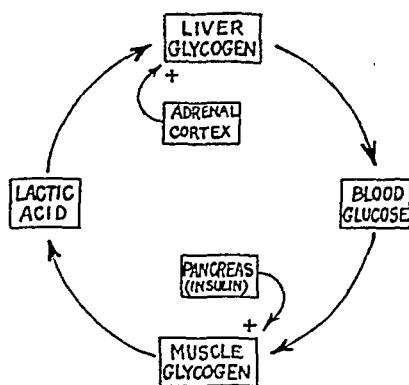 LIVER
GLYCOGEN
+
ADRENAL
CORTEX
LACTIC
ACID
BLOOD
GLUCOSE
PANCREAS
(INSULIN)
+
MUSCLE
GLYCOGEN